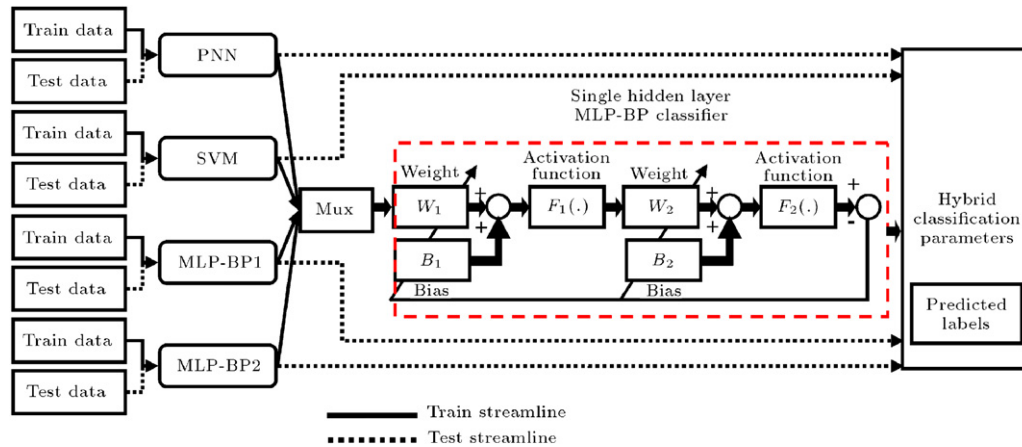 Train data
Test data
PNN
Train data
Test data
SVM
Train data
Test data
MLP-BP1
Train data
Test data
MLP-BP2
Mux
Single hidden layer
MLP-BP classifier
Weight
W1
+
+
B1
Bias
Activation
function
F1(.)
Weight
W2
+
+
B2
Bias
Activation
function
F2(.)
+
-
Hybrid
classification
parameters
Predicted
labels
Train streamline
Test streamline